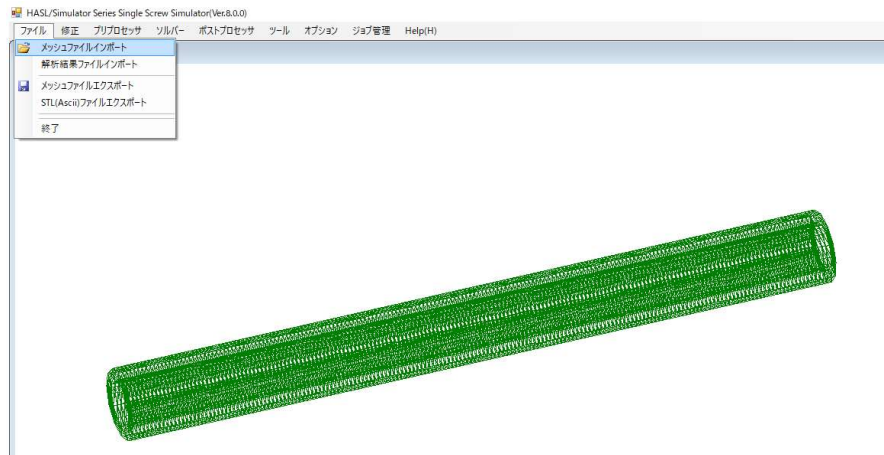 HASL/Simulator Series Single Screw Simulator(Ver.8.0.0)
ファイル 修正 プリプロセッサ ソルバー ポストプロセッサ ツール オプション ジョブ管理 Help(H)
メッシュファイルインポート
解析結果ファイルインポート
メッシュファイルエクスポート
STL(Ascii)ファイルエクスポート
終了